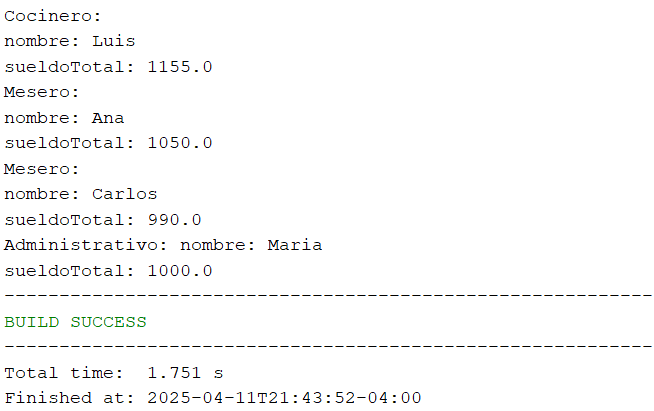 Cocinero:
nombre: Luis
sueldoTotal: 1155.0
Mesero:
nombre: Ana
sueldoTotal: 1050.0
Mesero:
nombre: Carlos
sueldoTotal: 990.0
Administrativo: nombre: Maria
sueldoTotal: 1000.0
-----------------------------------------------------------
BUILD SUCCESS
-----------------------------------------------------------
Total time:  1.751 s
Finished at: 2025-04-11T21:43:52-04:00